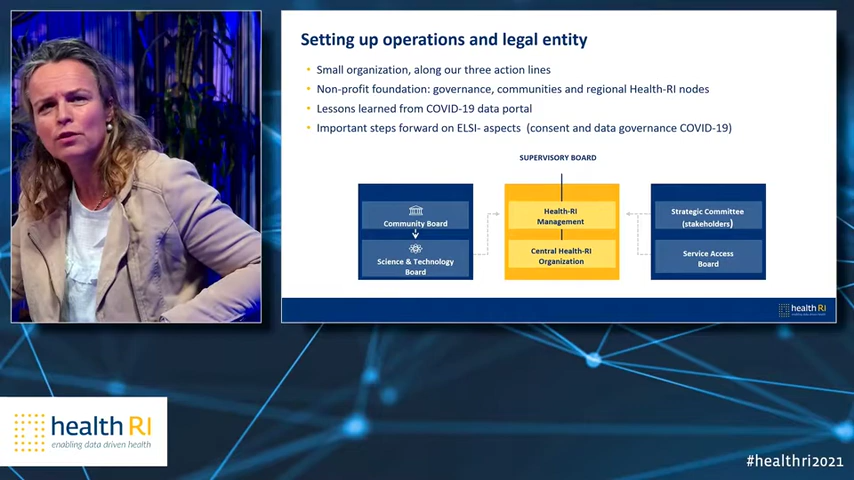 Setting up operations and legal entity
• Small organization, along our three action lines
• Non-profit foundation: governance, communities and regional Health-RI nodes
• Lessons learned from COVID-19 data portal
• Important steps forward on ELSI- aspects (consent and data governance COVID-19)
SUPERVISORY BOARD
Community Board
Science & Technology
Board
Health-RI
Management
Central Health-RI
Organization
Strategic Committee
(stakeholders)
Service Access
Board
health RI
health RI
enabling data driven health
#healthri2021